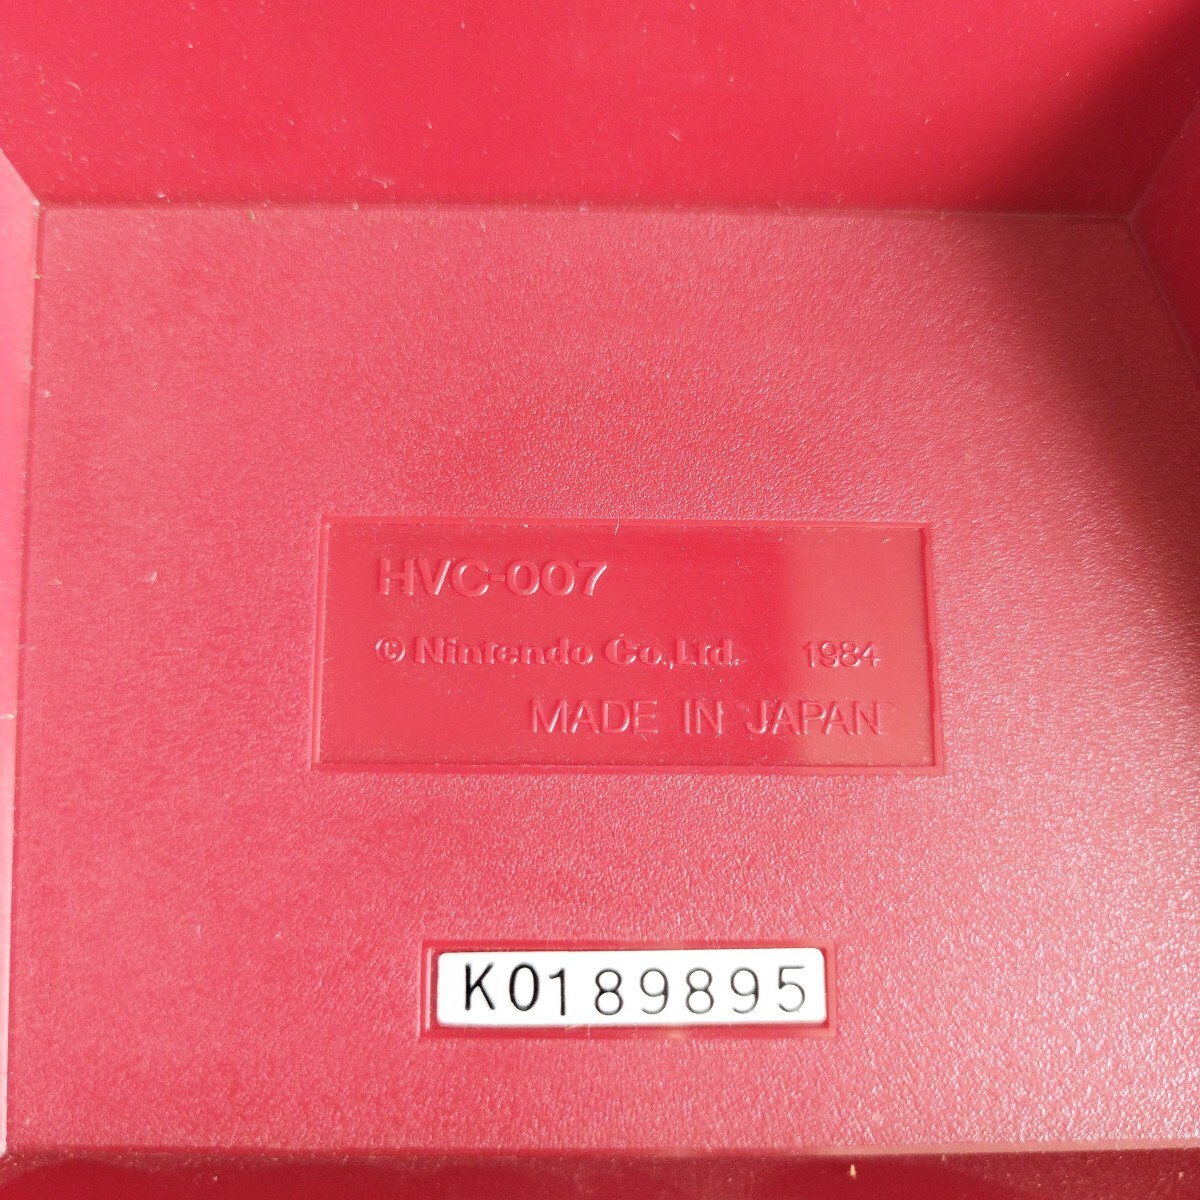 HVC-007
© Nintendo Co.,Ltd. 1984
MADE IN JAPAN
K0189895